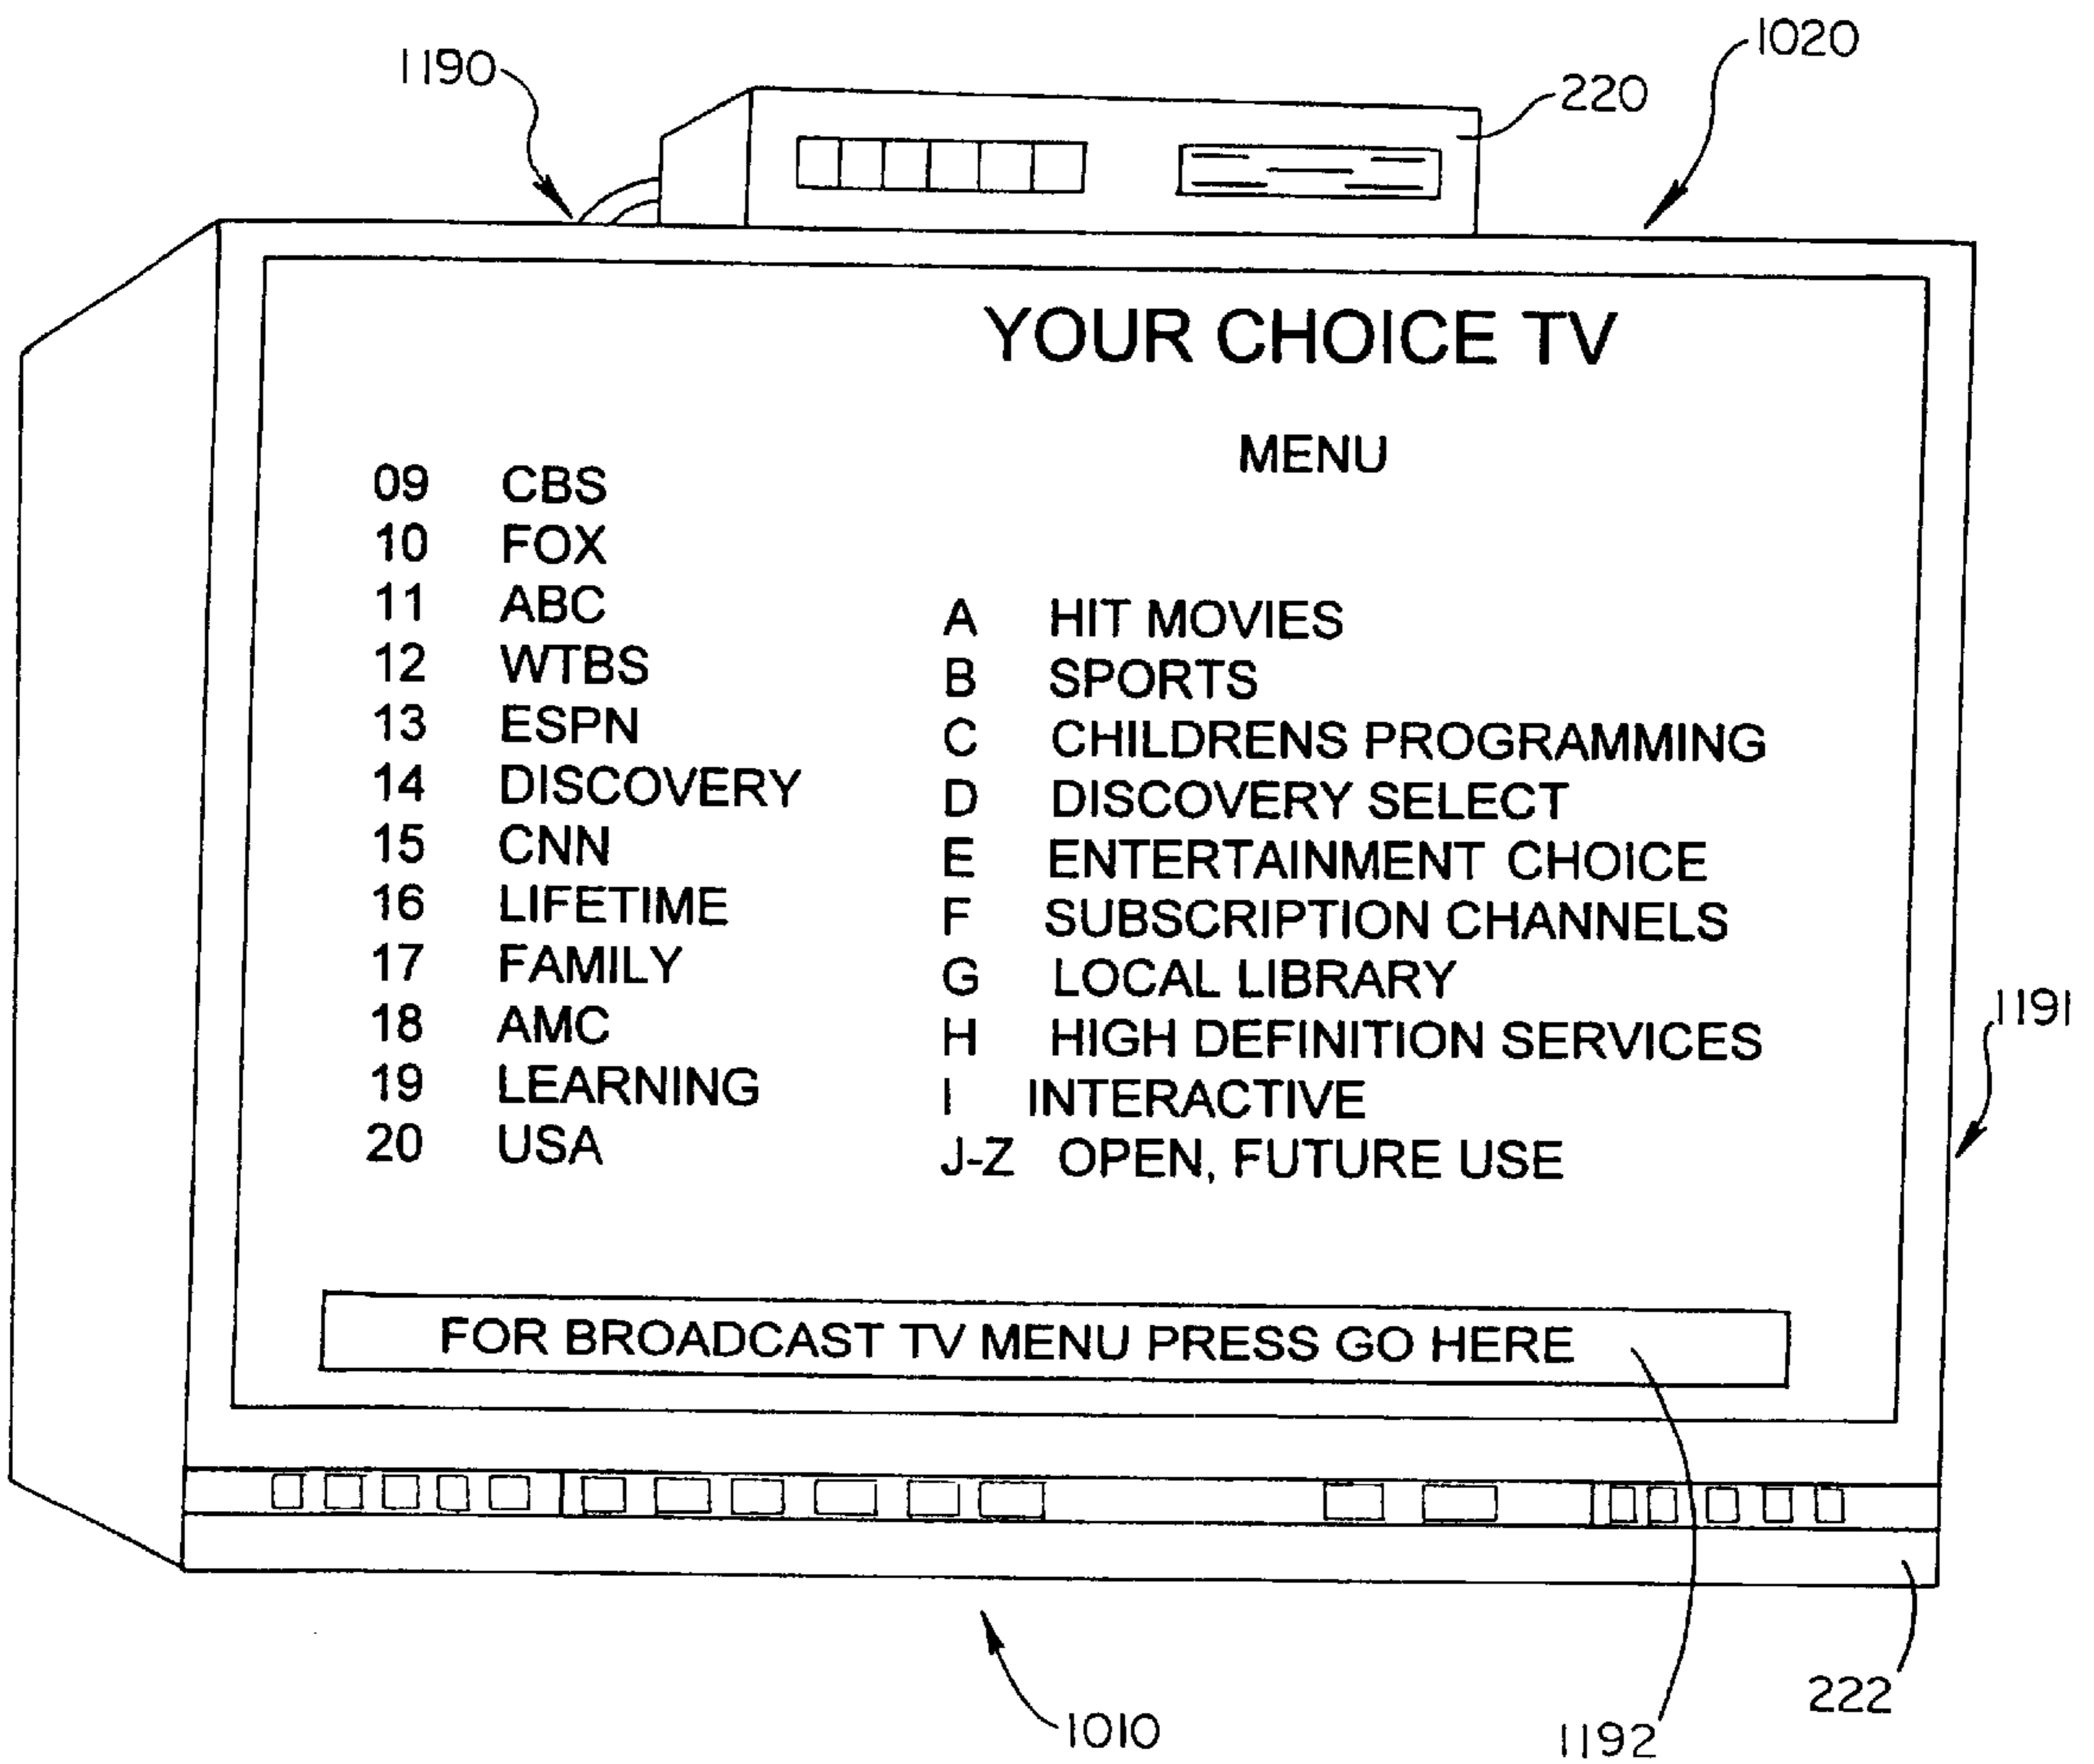 1190
1020
220
YOUR CHOICE TV
MENU
09 CBS
10 FOX
11 ABC
12 WTBS
13 ESPN
14 DISCOVERY
15 CNN
16 LIFETIME
17 FAMILY
18 AMC
19 LEARNING
20 USA
A HIT MOVIES
B SPORTS
C CHILDRENS PROGRAMMING
D DISCOVERY SELECT
E ENTERTAINMENT CHOICE
F SUBSCRIPTION CHANNELS
G LOCAL LIBRARY
H HIGH DEFINITION SERVICES
I INTERACTIVE
J-Z OPEN, FUTURE USE
1191
FOR BROADCAST TV MENU PRESS GO HERE
222
1010
1192